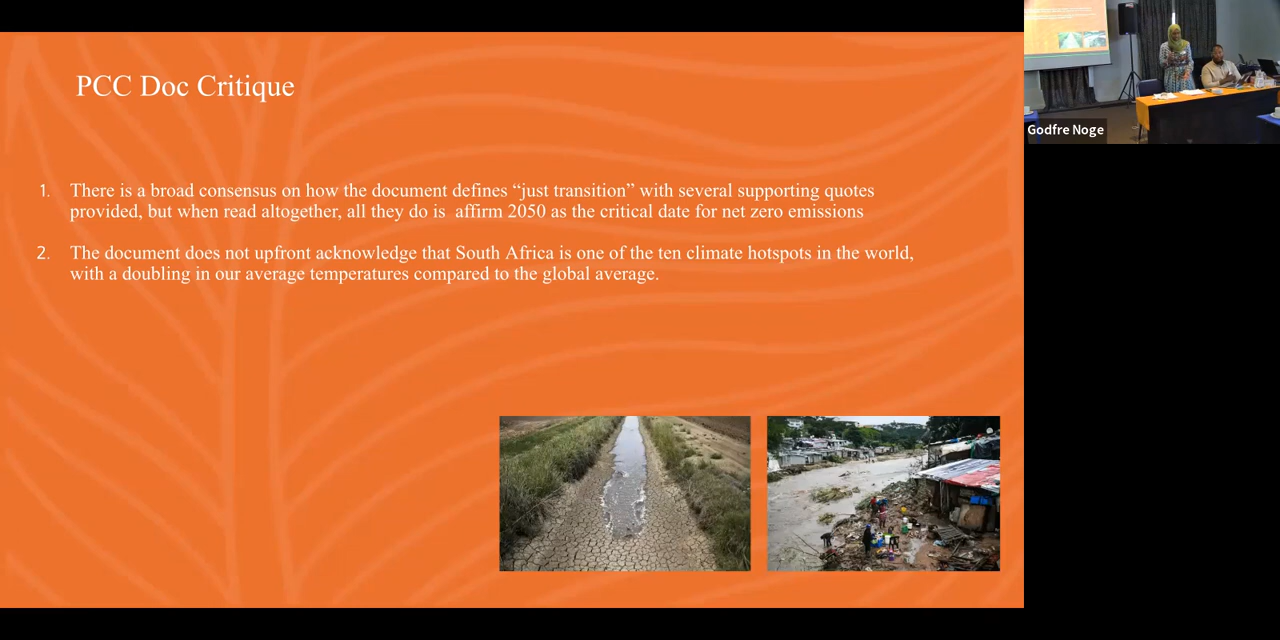 PCC Doc Critique
1. There is a broad consensus on how the document defines “just transition” with several supporting quotes
provided, but when read altogether, all they do is  affirm 2050 as the critical date for net zero emissions
2. The document does not upfront acknowledge that South Africa is one of the ten climate hotspots in the world,
with a doubling in our average temperatures compared to the global average.
Godfre Noge